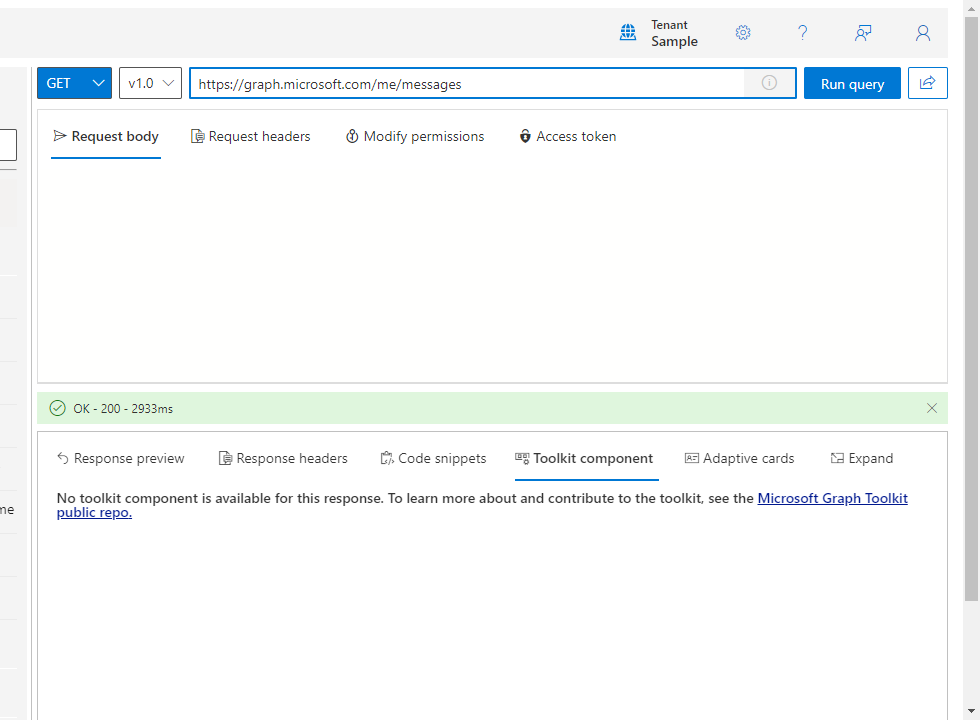 Tenant
Sample
GET
v1.0
https://graph.microsoft.com/me/messages
Run query
Request body
Request headers
Modify permissions
Access token
OK - 200 - 2933ms
Response preview
Response headers
Code snippets
Toolkit component
Adaptive cards
Expand
No toolkit component is available for this response. To learn more about and contribute to the toolkit, see the Microsoft Graph Toolkit
public repo.
me